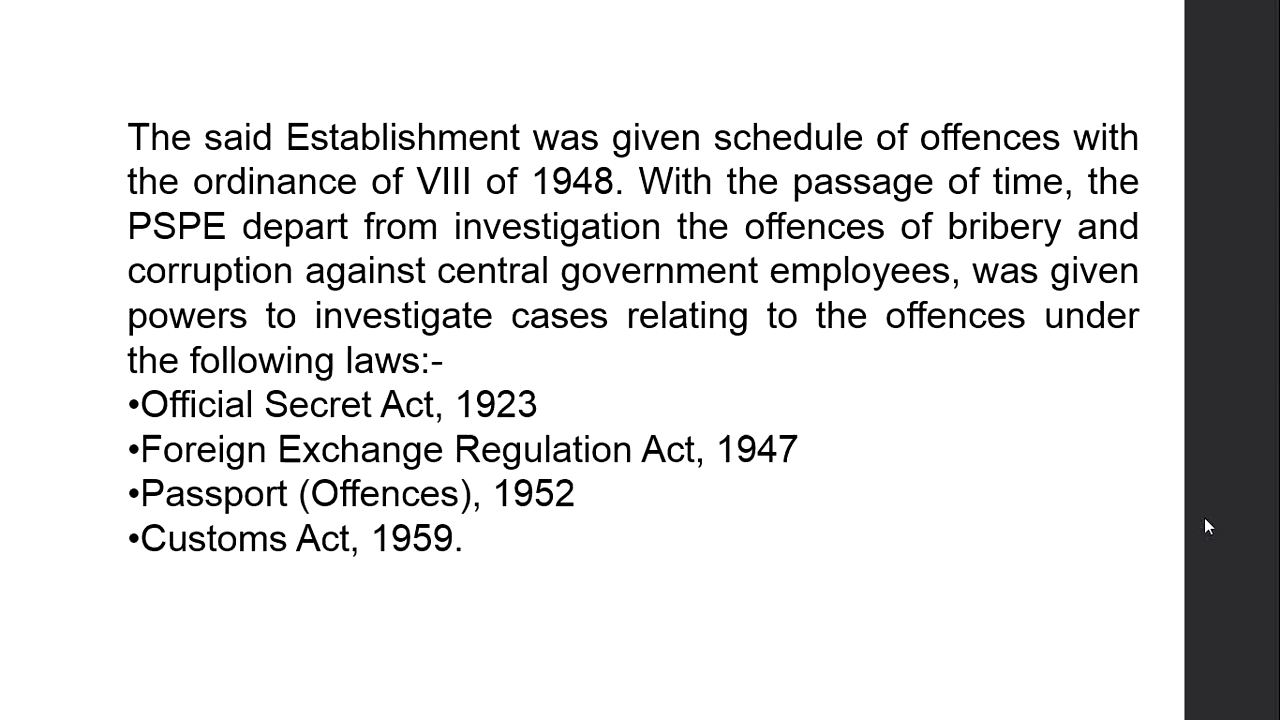 The said Establishment was given schedule of offences with
the ordinance of VIII of 1948. With the passage of time, the
PSPE depart from investigation the offences of bribery and
corruption against central government employees, was given
powers to investigate cases relating to the offences under
the following laws:-
•Official Secret Act, 1923
•Foreign Exchange Regulation Act, 1947
•Passport (Offences), 1952
•Customs Act, 1959.